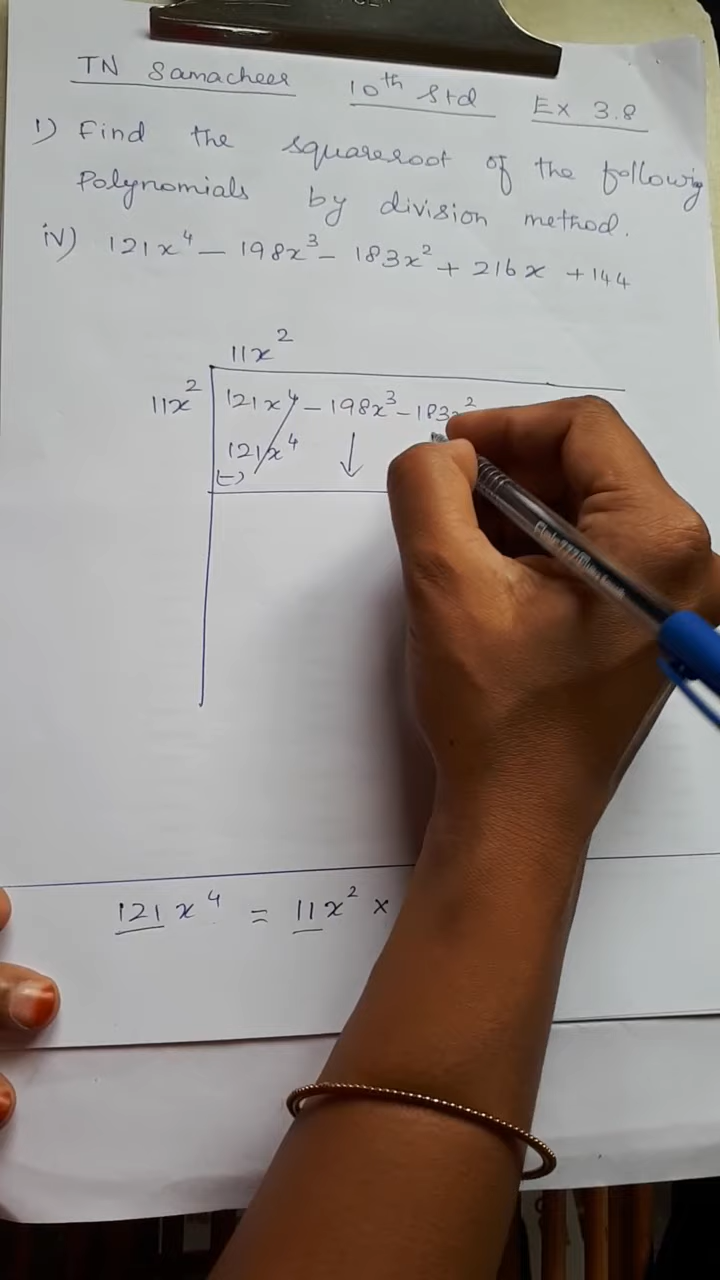 TN Samacheer 10th Std Ex 3.8
1) Find the squareroot of the following
Polynomials by division method.
iv) 121x⁴ - 198x³ - 183x² + 216x + 144
11x²
11x² 121x⁴ - 198x³ - 183x²
121x⁴
(-)
121x⁴ = 11x² ×